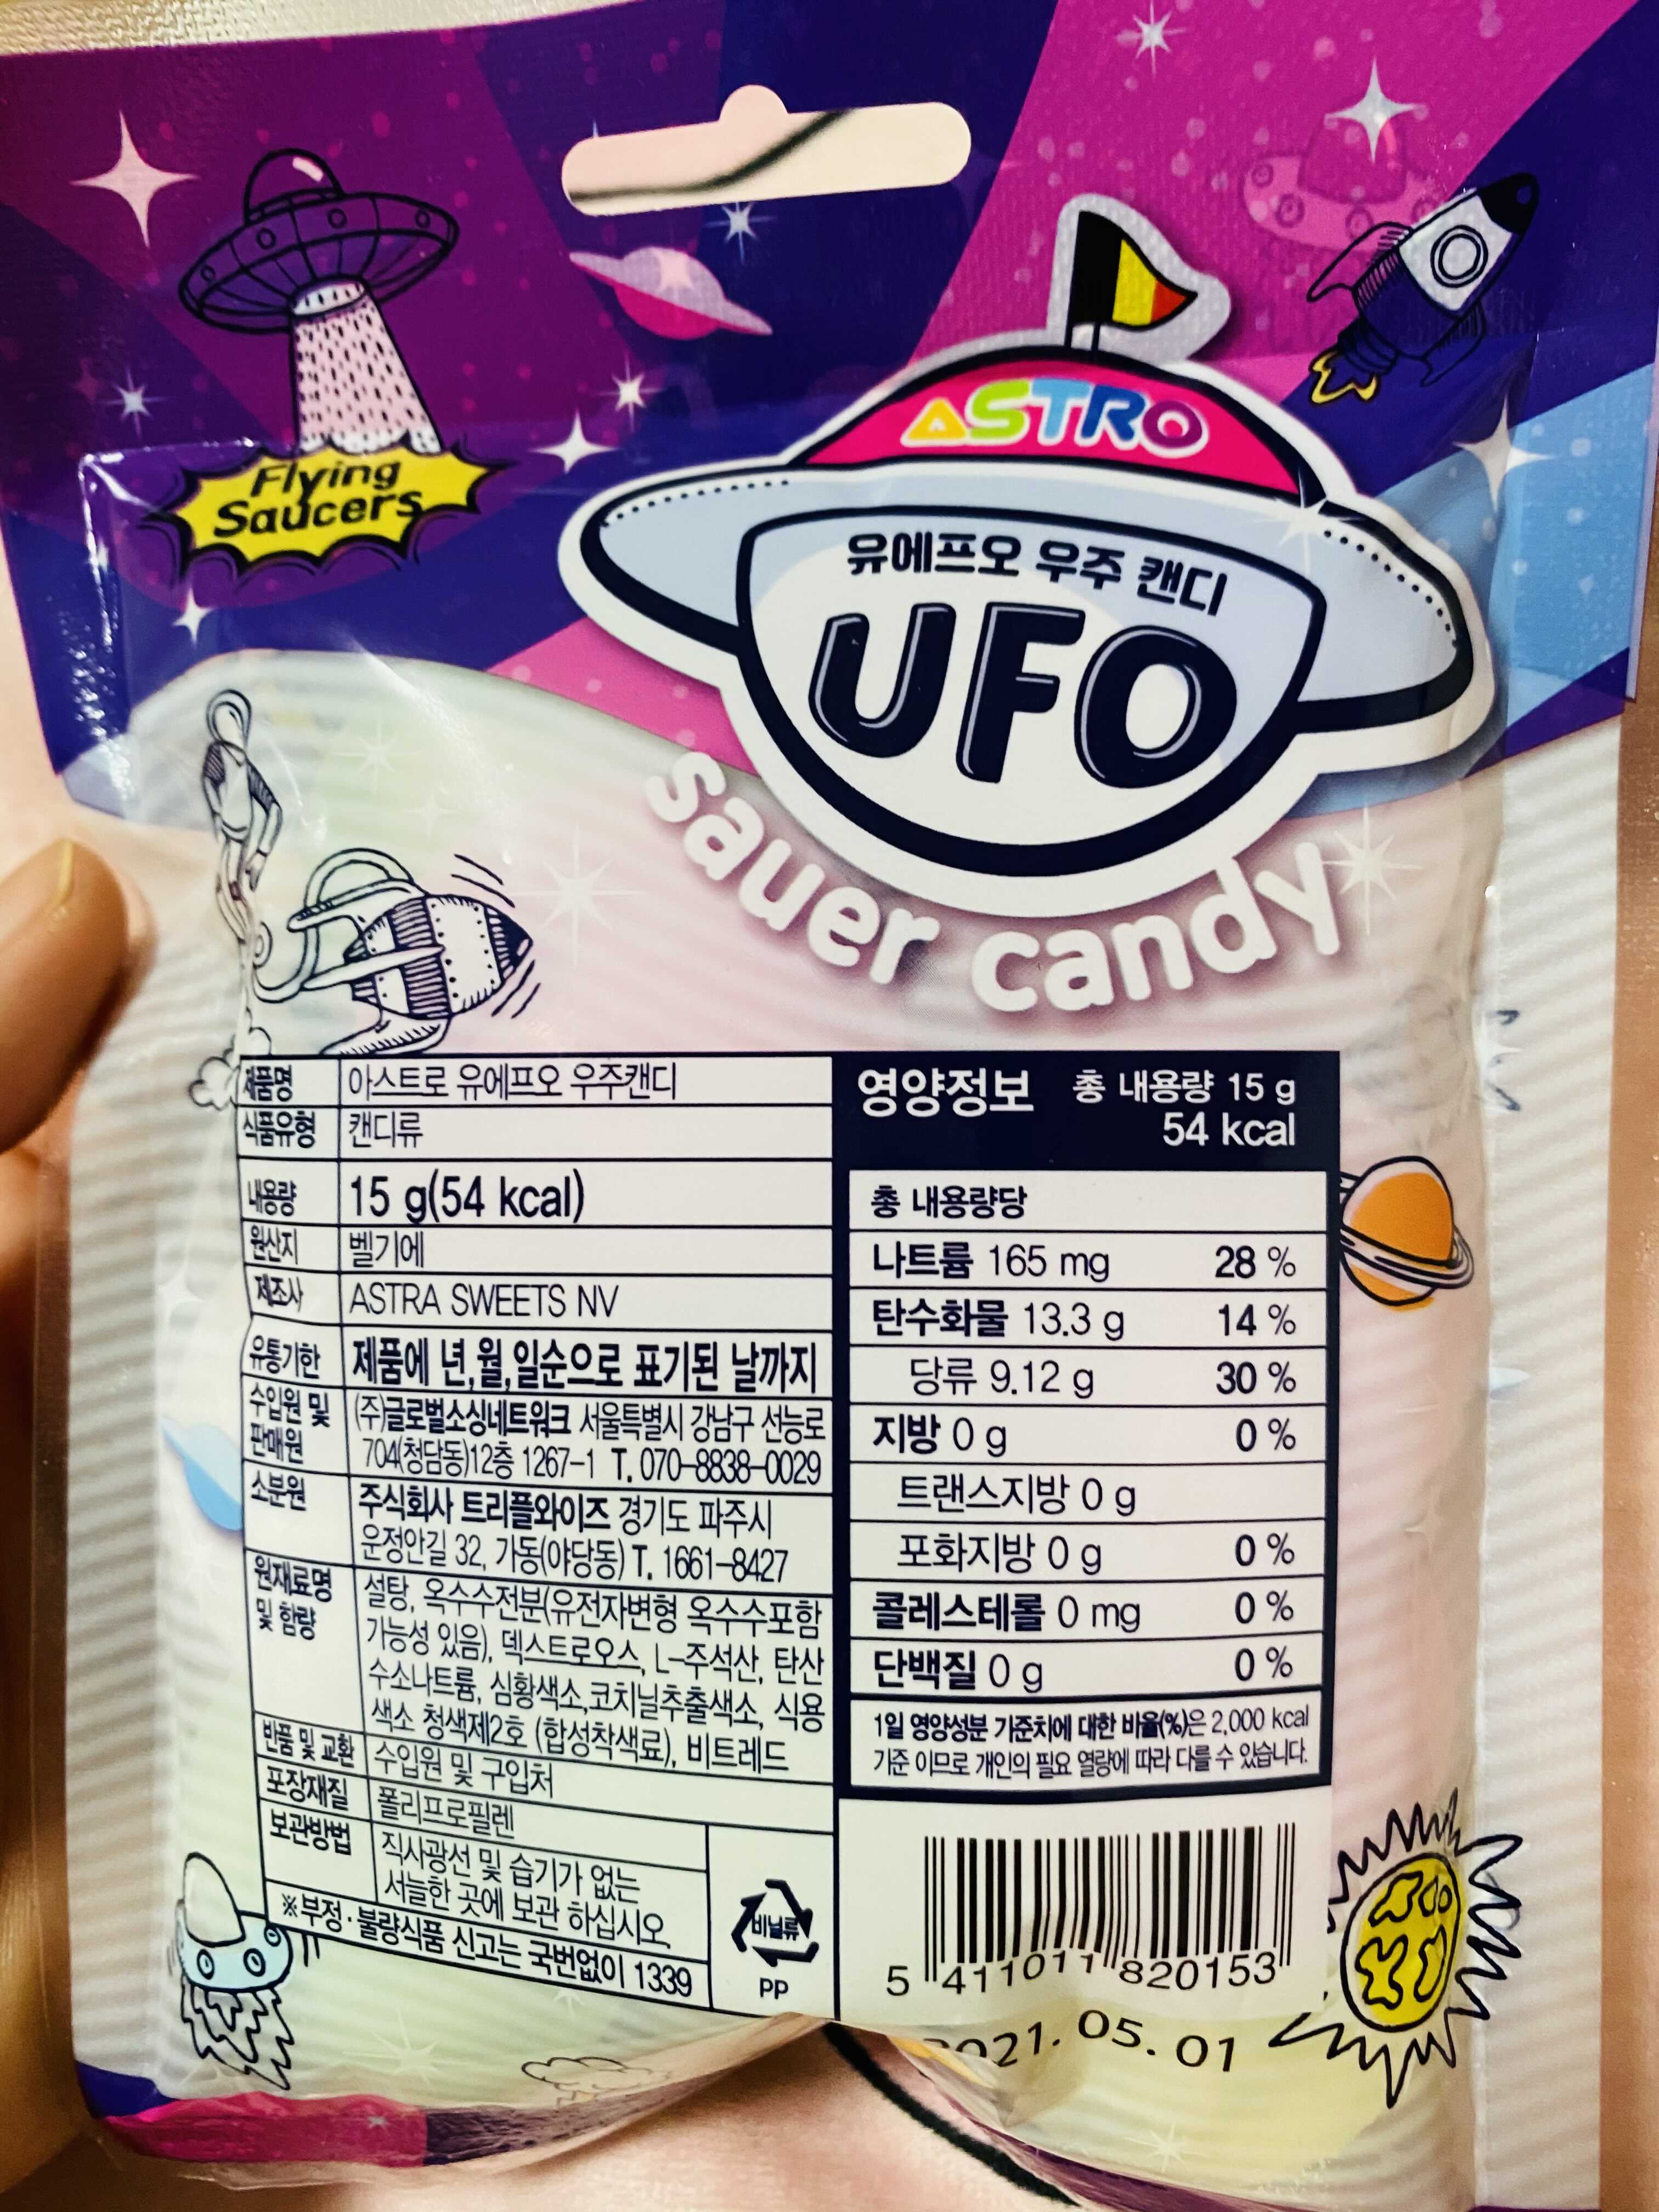 Flying
Saucers
ASTRO
유에프오 우주 캔디
UFO
sauer candy
제품명 아스트로 유에프오 우주캔디
식품유형 캔디류
내용량 15 g(54 kcal)
원산지 벨기에
제조사 ASTRA SWEETS NV
유통기한 제품에 년,월,일순으로 표기된 날까지
수입원 및 (주)글로벌소싱네트워크 서울특별시 강남구 선능로
판매원 704(청담동)12층 1267-1 T. 070-8838-0029
소분원 주식회사 트리플와이즈 경기도 파주시
운정안길 32, 가동(야당동) T. 1661-8427
원재료명 설탕, 옥수수전분(유전자변형 옥수수포함
및 함량 가능성 있음), 덱스트로오스, L-주석산, 탄산
수소나트륨, 심황색소,코치닐추출색소, 식용
색소 청색제2호 (합성착색료), 비트레드
반품 및 교환 수입원 및 구입처
포장재질 폴리프로필렌
보관방법 직사광선 및 습기가 없는
서늘한 곳에 보관 하십시오
※부정·불량식품 신고는 국번없이 1339
비닐류
PP
영양정보 총 내용량 15 g
54 kcal
총 내용량당
나트륨 165 mg 28 %
탄수화물 13.3 g 14 %
당류 9.12 g 30 %
지방 0 g 0 %
트랜스지방 0 g
포화지방 0 g 0 %
콜레스테롤 0 mg 0 %
단백질 0 g 0 %
1일 영양성분 기준치에 대한 비율(%)은 2,000 kcal
기준 이므로 개인의 필요 열량에 따라 다를 수 있습니다.
5 411011 820153
2021. 05. 01